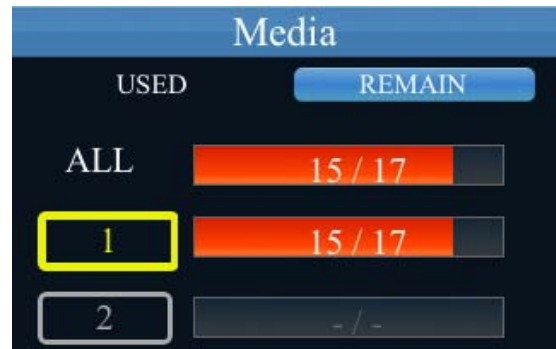 Media
USED REMAIN
ALL 15 / 17
1 15 / 17
2 - / -